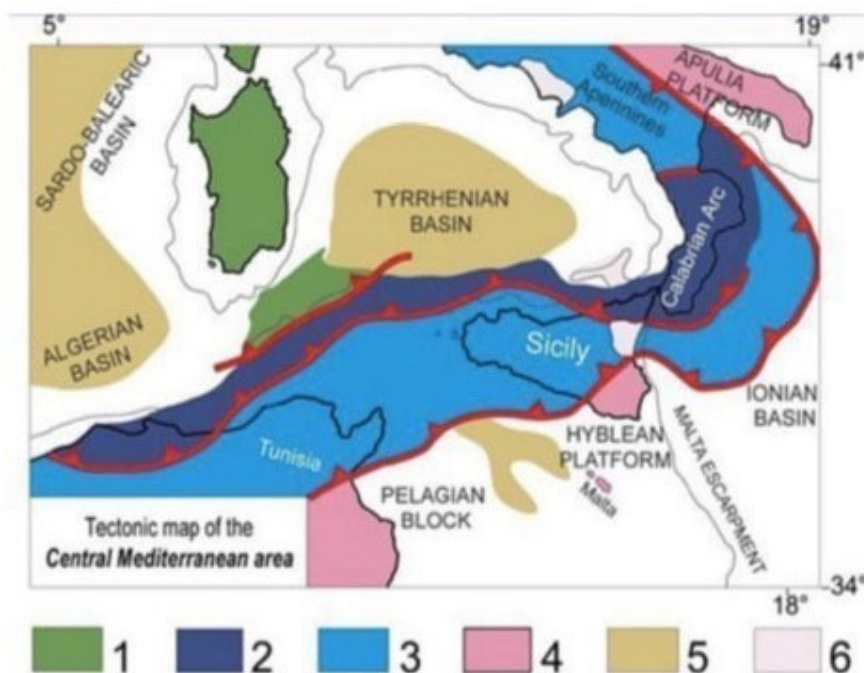 5°
19°
41°
SARDO-BALEARIC
BASIN
APULIA
PLATFORM
Southern
Apennines
TYRRHENIAN
BASIN
Calabrian Arc
ALGERIAN
BASIN
Sicily
IONIAN
BASIN
Tunisia
HYBLEAN
PLATFORM
MALTA ESCARPMENT
Malta
PELAGIAN
BLOCK
Tectonic map of the
Central Mediterranean area
34°
18°
1
2
3
4
5
6